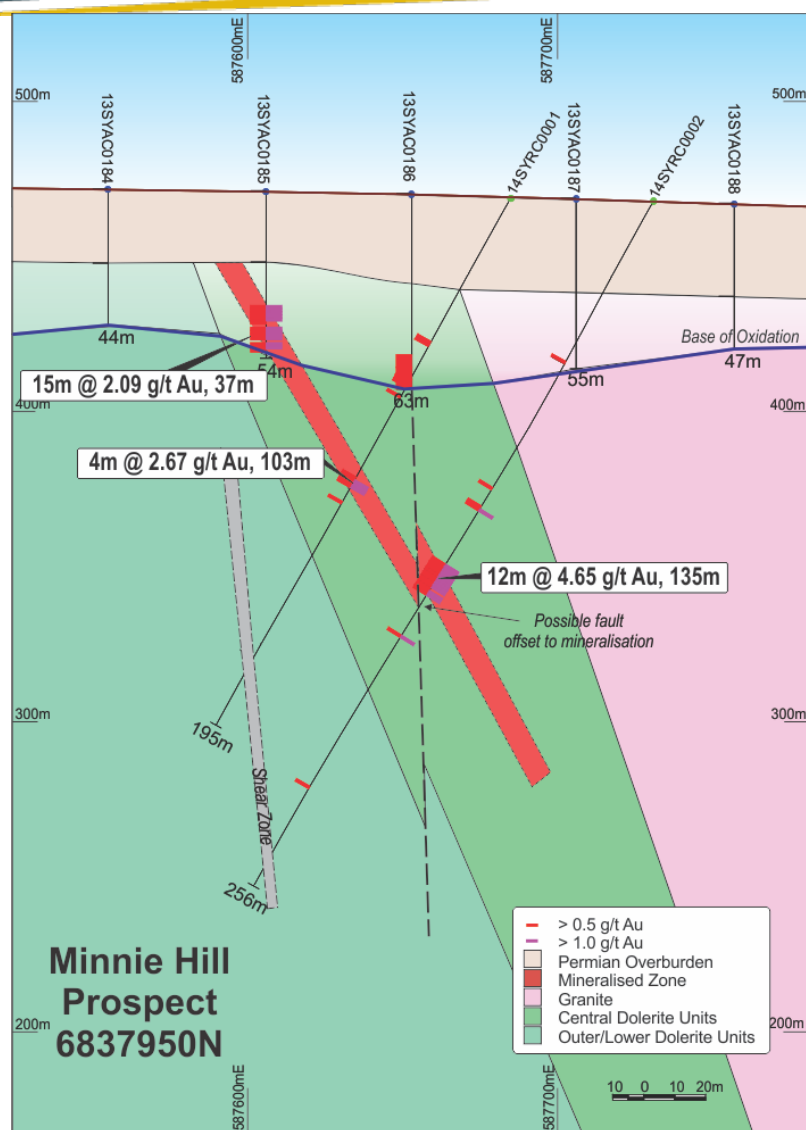 587600mE
587700mE
500m
500m
13SYAC0184
13SYAC0185
13SYAC0186
14SYRC0001
13SYAC0187
14SYRC0002
13SYAC0188
Base of Oxidation
44m
54m
63m
55m
47m
15m @ 2.09 g/t Au, 37m
400m
400m
4m @ 2.67 g/t Au, 103m
12m @ 4.65 g/t Au, 135m
Possible fault
offset to mineralisation
300m
300m
195m
Shear Zone
256m
Minnie Hill
Prospect
6837950N
> 0.5 g/t Au
> 1.0 g/t Au
Permian Overburden
Mineralised Zone
Granite
Central Dolerite Units
Outer/Lower Dolerite Units
200m
200m
10 0 10 20m
587600mE
587700mE